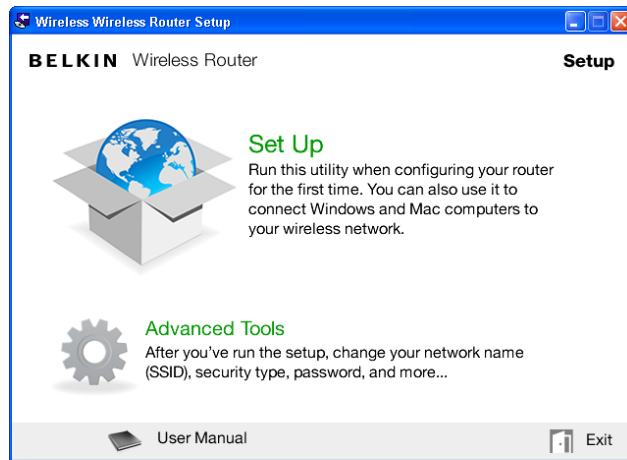 Wireless Wireless Router Setup
BELKIN Wireless Router
Setup
Set Up
Run this utility when configuring your router
for the first time. You can also use it to
connect Windows and Mac computers to
your wireless network.
Advanced Tools
After you've run the setup, change your network name
(SSID), security type, password, and more...
User Manual
Exit